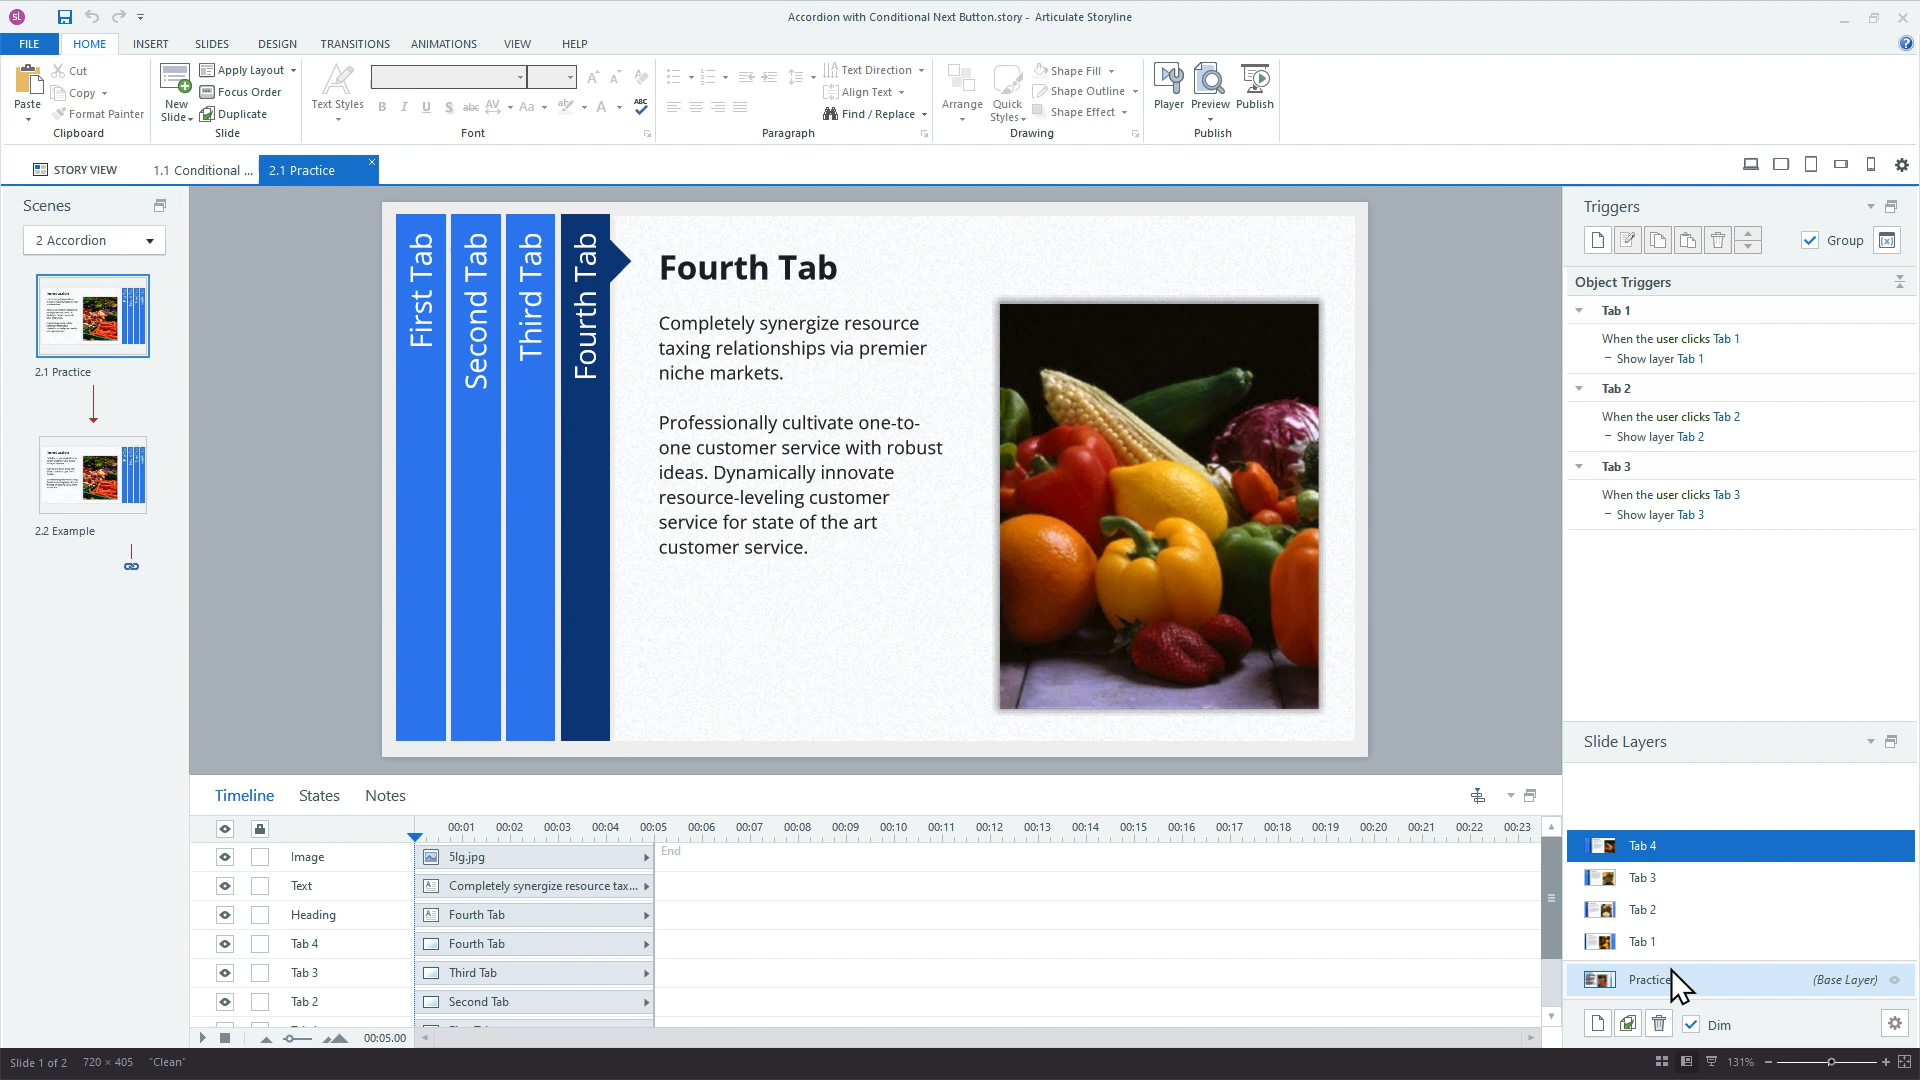 sl
Accordion with Conditional Next Button.story - Articulate Storyline
FILE HOME INSERT SLIDES DESIGN TRANSITIONS ANIMATIONS VIEW HELP
Paste
Cut
Copy
Format Painter
Clipboard
New Slide
Apply Layout
Focus Order
Duplicate
Slide
Text Styles
B I U S abc AV Aa ab A ABC
Font
Text Direction
Align Text
Find / Replace
Paragraph
Arrange
Quick Styles
Shape Fill
Shape Outline
Shape Effect
Drawing
Player
Preview
Publish
Publish
STORY VIEW
1.1 Conditional ...
2.1 Practice
Scenes
2 Accordion
2.1 Practice
2.2 Example
First Tab
Second Tab
Third Tab
Fourth Tab
Fourth Tab
Completely synergize resource
taxing relationships via premier
niche markets.
Professionally cultivate one-to-
one customer service with robust
ideas. Dynamically innovate
resource-leveling customer
service for state of the art
customer service.
Triggers
Group
Object Triggers
Tab 1
When the user clicks Tab 1
- Show layer Tab 1
Tab 2
When the user clicks Tab 2
- Show layer Tab 2
Tab 3
When the user clicks Tab 3
- Show layer Tab 3
Slide Layers
Tab 4
Tab 3
Tab 2
Tab 1
Practice (Base Layer)
Dim
Timeline States Notes
00:01 00:02 00:03 00:04 00:05 00:06 00:07 00:08 00:09 00:10 00:11 00:12 00:13 00:14 00:15 00:16 00:17 00:18 00:19 00:20 00:21 00:22 00:23
Image 5lg.jpg End
Text Completely synergize resource tax...
Heading Fourth Tab
Tab 4 Fourth Tab
Tab 3 Third Tab
Tab 2 Second Tab
00:05.00
Slide 1 of 2 720 × 405 "Clean" 131%